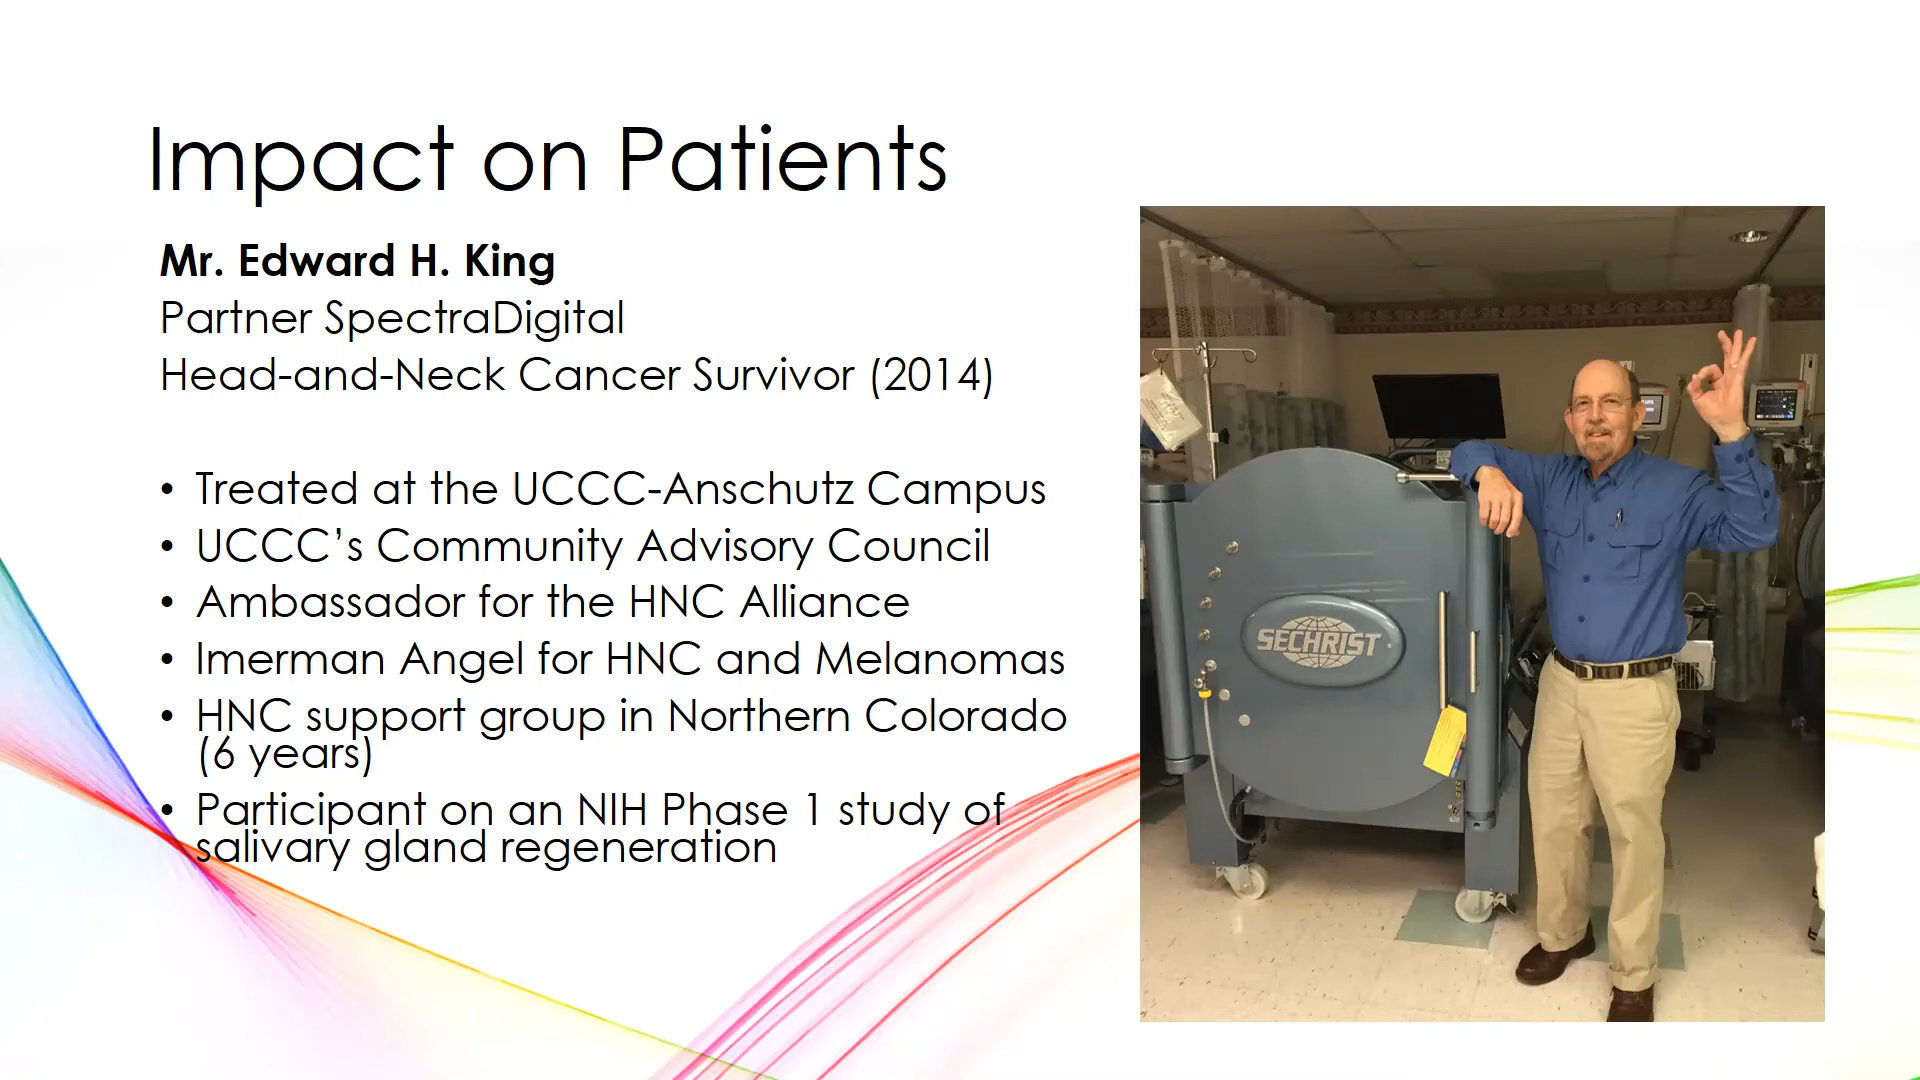 Impact on Patients
Mr. Edward H. King
Partner SpectraDigital
Head-and-Neck Cancer Survivor (2014)
• Treated at the UCCC-Anschutz Campus
• UCCC’s Community Advisory Council
• Ambassador for the HNC Alliance
• Imerman Angel for HNC and Melanomas
• HNC support group in Northern Colorado
(6 years)
• Participant on an NIH Phase 1 study of
salivary gland regeneration
SECHRIST